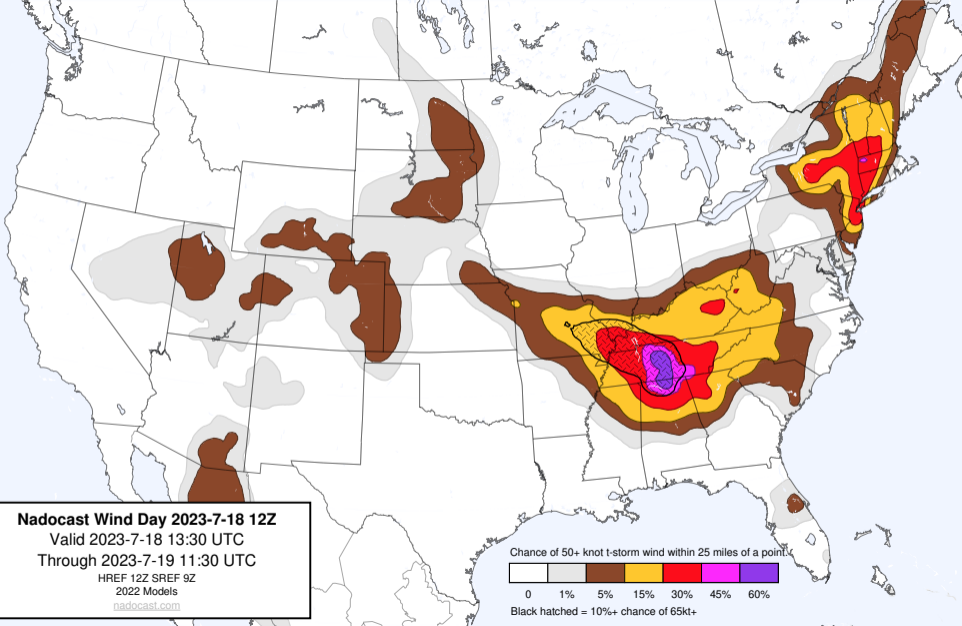 Nadocast Wind Day 2023-7-18 12Z
Valid 2023-7-18 13:30 UTC
Through 2023-7-19 11:30 UTC
HREF 12Z SREF 9Z
2022 Models
nadocast.com
Chance of 50+ knot t-storm wind within 25 miles of a point.
0 1% 5% 15% 30% 45% 60%
Black hatched = 10%+ chance of 65kt+